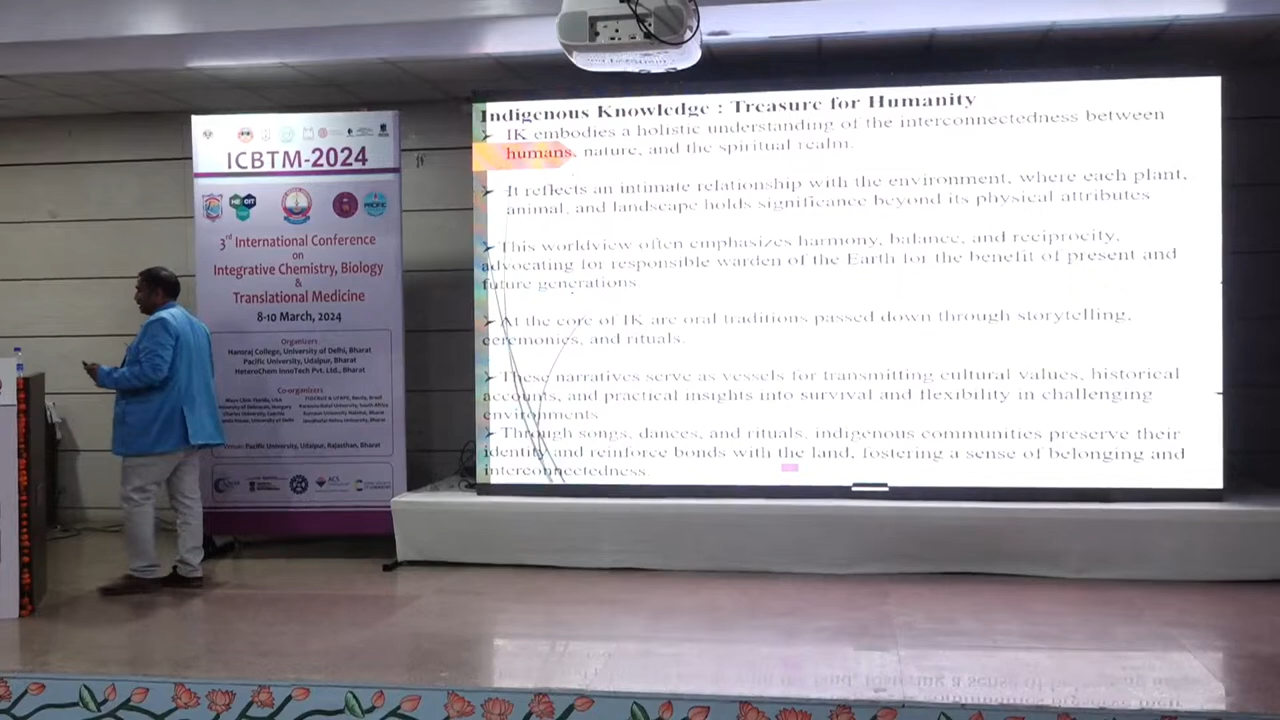 ICBTM-2024
HETCIT
PACIFIC
3rd International Conference
on
Integrative Chemistry, Biology
&
Translational Medicine
8-10 March, 2024
Organizers
Hansraj College, University of Delhi, Bharat
Pacific University, Udaipur, Bharat
HeteroChem InnoTech Pvt. Ltd., Bharat
Co-organizers
Pacific University, Udaipur, Rajasthan, Bharat
ACS
Indigenous Knowledge : Treasure for Humanity
➢ IK embodies a holistic understanding of the interconnectedness between
humans, nature, and the spiritual realm.
➢ It reflects an intimate relationship with the environment, where each plant,
animal, and landscape holds significance beyond its physical attributes
➢ This worldview often emphasizes harmony, balance, and reciprocity,
advocating for responsible warden of the Earth for the benefit of present and
future generations
➢ At the core of IK are oral traditions passed down through storytelling,
ceremonies, and rituals.
➢ These narratives serve as vessels for transmitting cultural values, historical
accounts, and practical insights into survival and flexibility in challenging
environments
➢ Through songs, dances, and rituals, indigenous communities preserve their
identity and reinforce bonds with the land, fostering a sense of belonging and
interconnectedness.